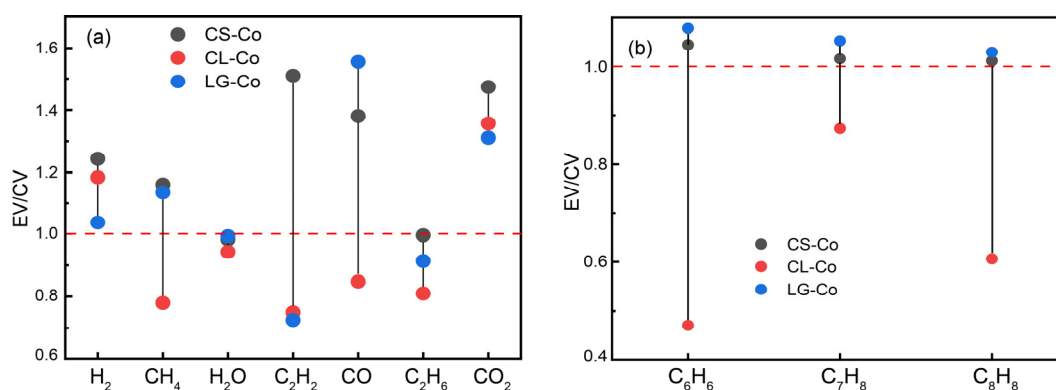 (a)
CS-Co
CL-Co
LG-Co
EV/CV
1.6
1.4
1.2
1.0
0.8
0.6
H₂ CH₄ H₂O C₂H₂ CO C₂H₆ CO₂
(b)
EV/CV
1.0
0.8
0.6
0.4
CS-Co
CL-Co
LG-Co
C₆H₆ C₇H₈ C₈H₈